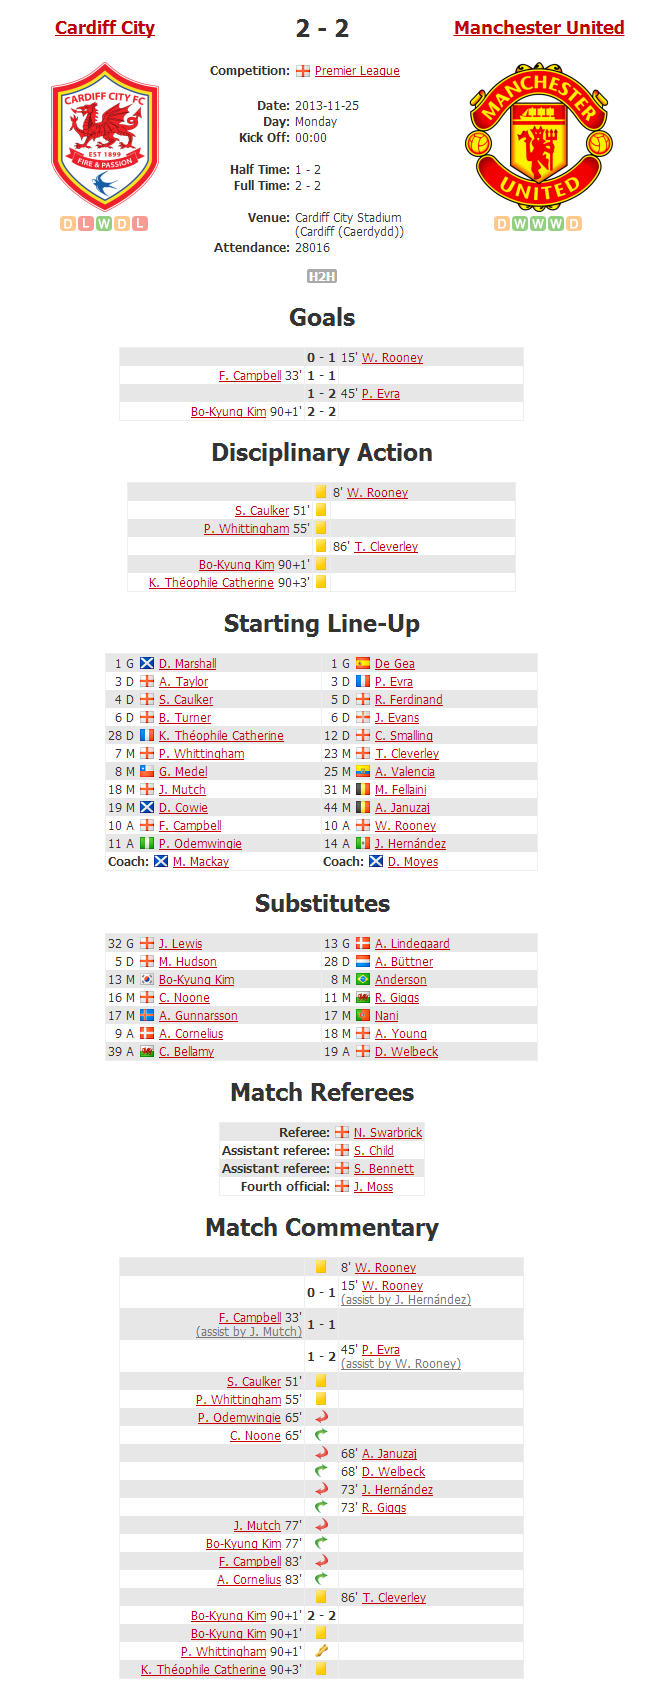 Cardiff City
2 - 2
Manchester United
CARDIFF CITY FC
EST 1899
FIRE & PASSION
MANCHESTER
UNITED
Competition: Premier League
Date: 2013-11-25
Day: Monday
Kick Off: 00:00
Half Time: 1 - 2
Full Time: 2 - 2
Venue: Cardiff City Stadium
(Cardiff (Caerdydd))
Attendance: 28016
D L W D L
D W W W D
H2H
Goals
0 - 1 15' W. Rooney
F. Campbell 33' 1 - 1
1 - 2 45' P. Evra
Bo-Kyung Kim 90+1' 2 - 2
Disciplinary Action
8' W. Rooney
S. Caulker 51'
P. Whittingham 55'
86' T. Cleverley
Bo-Kyung Kim 90+1'
K. Théophile Catherine 90+3'
Starting Line-Up
1 G D. Marshall 1 G De Gea
3 D A. Taylor 3 D P. Evra
4 D S. Caulker 5 D R. Ferdinand
6 D B. Turner 6 D J. Evans
28 D K. Théophile Catherine 12 D C. Smalling
7 M P. Whittingham 23 M T. Cleverley
8 M G. Medel 25 M A. Valencia
18 M J. Mutch 31 M M. Fellaini
19 M D. Cowie 44 M A. Januzaj
10 A F. Campbell 10 A W. Rooney
11 A P. Odemwingie 14 A J. Hernández
Coach: M. Mackay Coach: D. Moyes
Substitutes
32 G J. Lewis 13 G A. Lindegaard
5 D M. Hudson 28 D A. Büttner
13 M Bo-Kyung Kim 8 M Anderson
16 M C. Noone 11 M R. Giggs
17 M A. Gunnarsson 17 M Nani
9 A A. Cornelius 18 M A. Young
39 A C. Bellamy 19 A D. Welbeck
Match Referees
Referee: N. Swarbrick
Assistant referee: S. Child
Assistant referee: S. Bennett
Fourth official: J. Moss
Match Commentary
8' W. Rooney
0 - 1 15' W. Rooney
(assist by J. Hernández)
F. Campbell 33' 1 - 1
(assist by J. Mutch)
1 - 2 45' P. Evra
(assist by W. Rooney)
S. Caulker 51'
P. Whittingham 55'
P. Odemwingie 65'
C. Noone 65'
68' A. Januzaj
68' D. Welbeck
73' J. Hernández
73' R. Giggs
J. Mutch 77'
Bo-Kyung Kim 77'
F. Campbell 83'
A. Cornelius 83'
86' T. Cleverley
Bo-Kyung Kim 90+1' 2 - 2
Bo-Kyung Kim 90+1'
P. Whittingham 90+1'
K. Théophile Catherine 90+3'